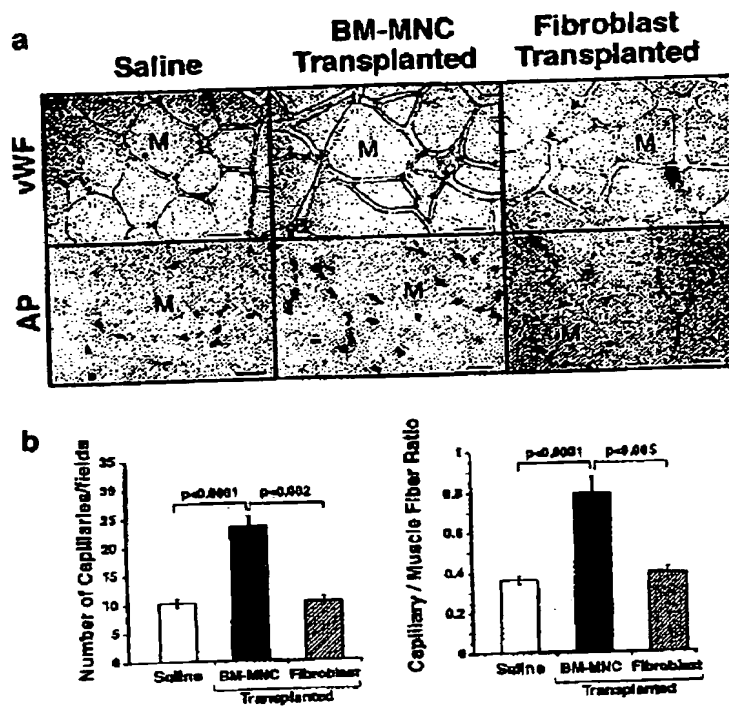 a
Saline
BM-MNC
Transplanted
Fibroblast
Transplanted
vWF
M
M
M
AP
M
M
M
b
Number of Capillaries/fields
35
30
25
20
15
10
5
0
p<0.0001
p<0.002
Saline
BM-MNC
Fibroblast
Transplanted
Capillary / Muscle Fiber Ratio
1
0.8
0.6
0.4
0.2
0
p<0.0001
p<0.005
Saline
BM-MNC
Fibroblast
Transplanted